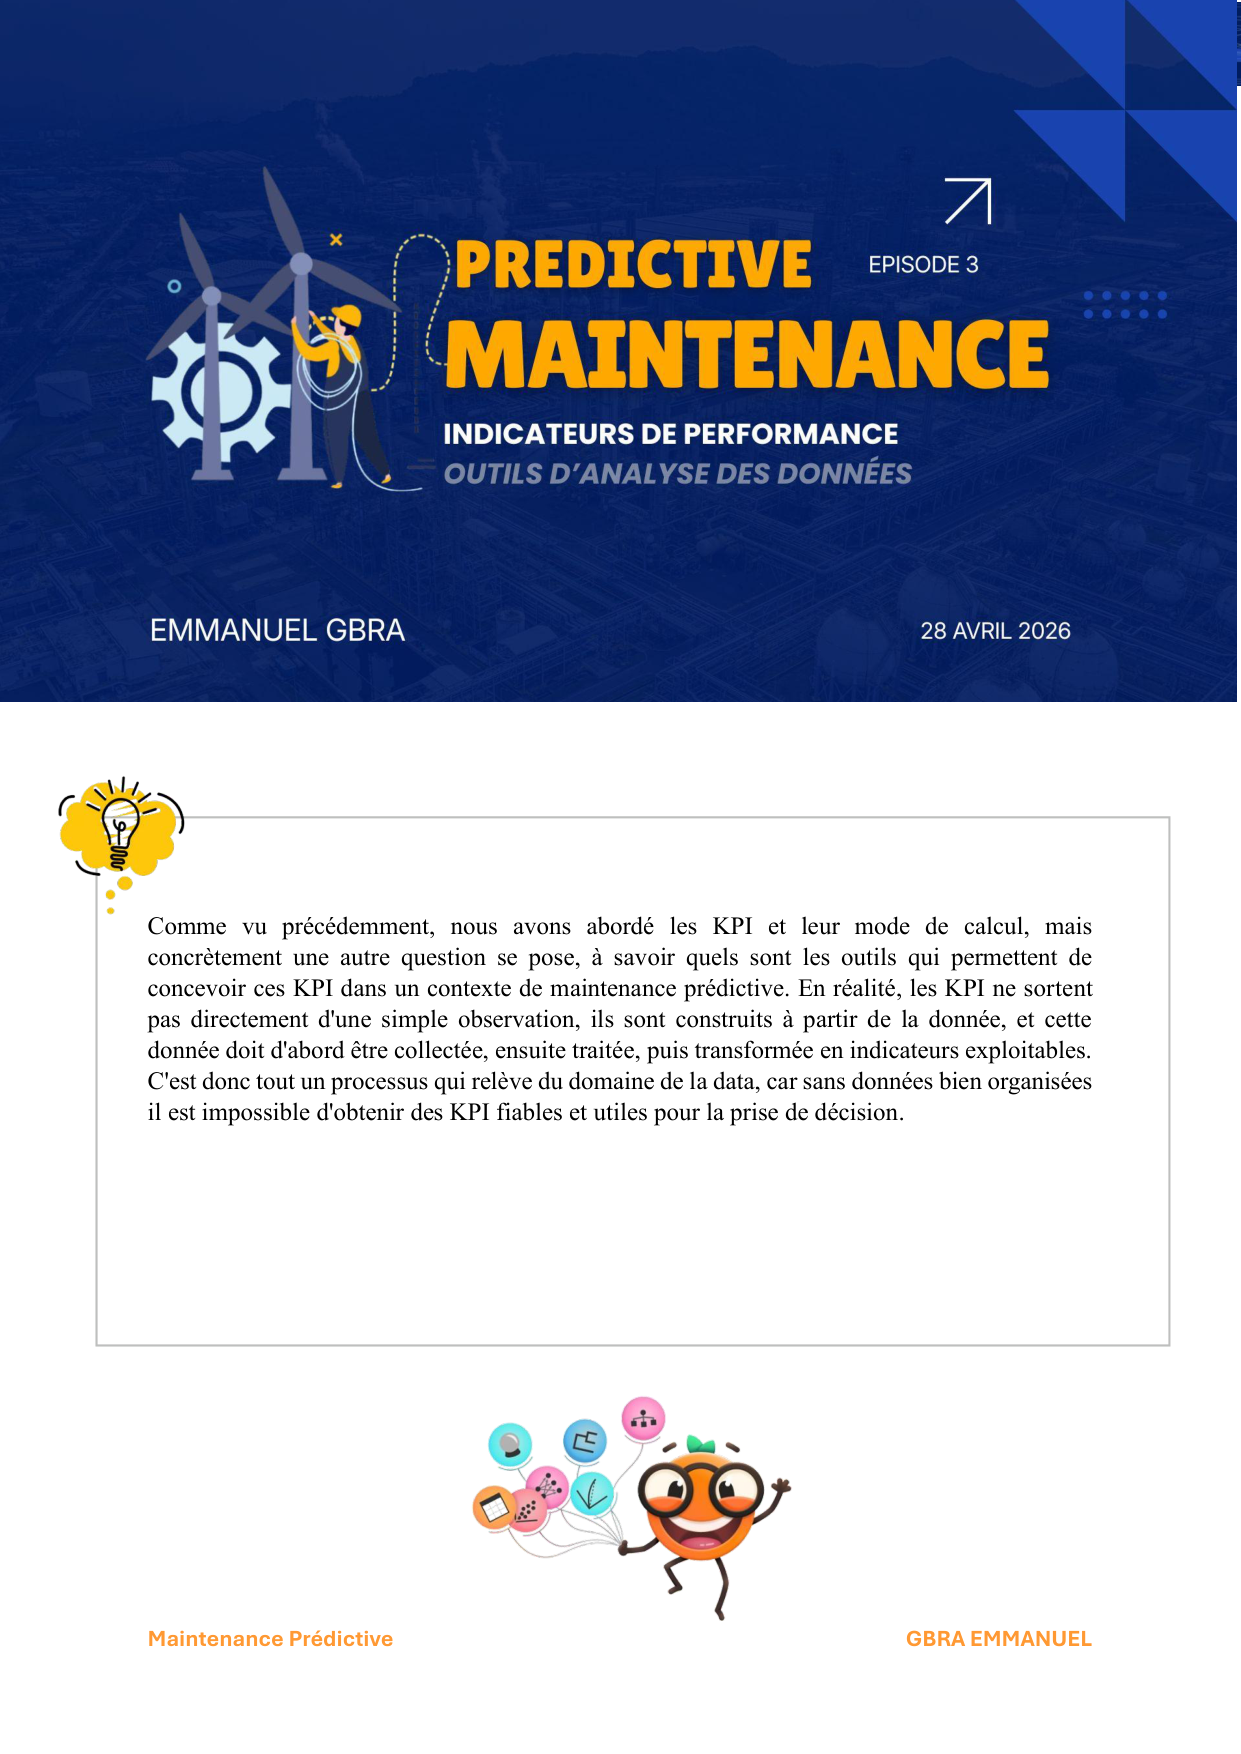 PREDICTIVE
EPISODE 3
MAINTENANCE
INDICATEURS DE PERFORMANCE
OUTILS D'ANALYSE DES DONNÉES
EMMANUEL GBRA
28 AVRIL 2026
Comme vu précédemment, nous avons abordé les KPI et leur mode de calcul, mais
concrètement une autre question se pose, à savoir quels sont les outils qui permettent de
concevoir ces KPI dans un contexte de maintenance prédictive. En réalité, les KPI ne sortent
pas directement d'une simple observation, ils sont construits à partir de la donnée, et cette
donnée doit d'abord être collectée, ensuite traitée, puis transformée en indicateurs exploitables.
C'est donc tout un processus qui relève du domaine de la data, car sans données bien organisées
il est impossible d'obtenir des KPI fiables et utiles pour la prise de décision.
Maintenance Prédictive
GBRA EMMANUEL